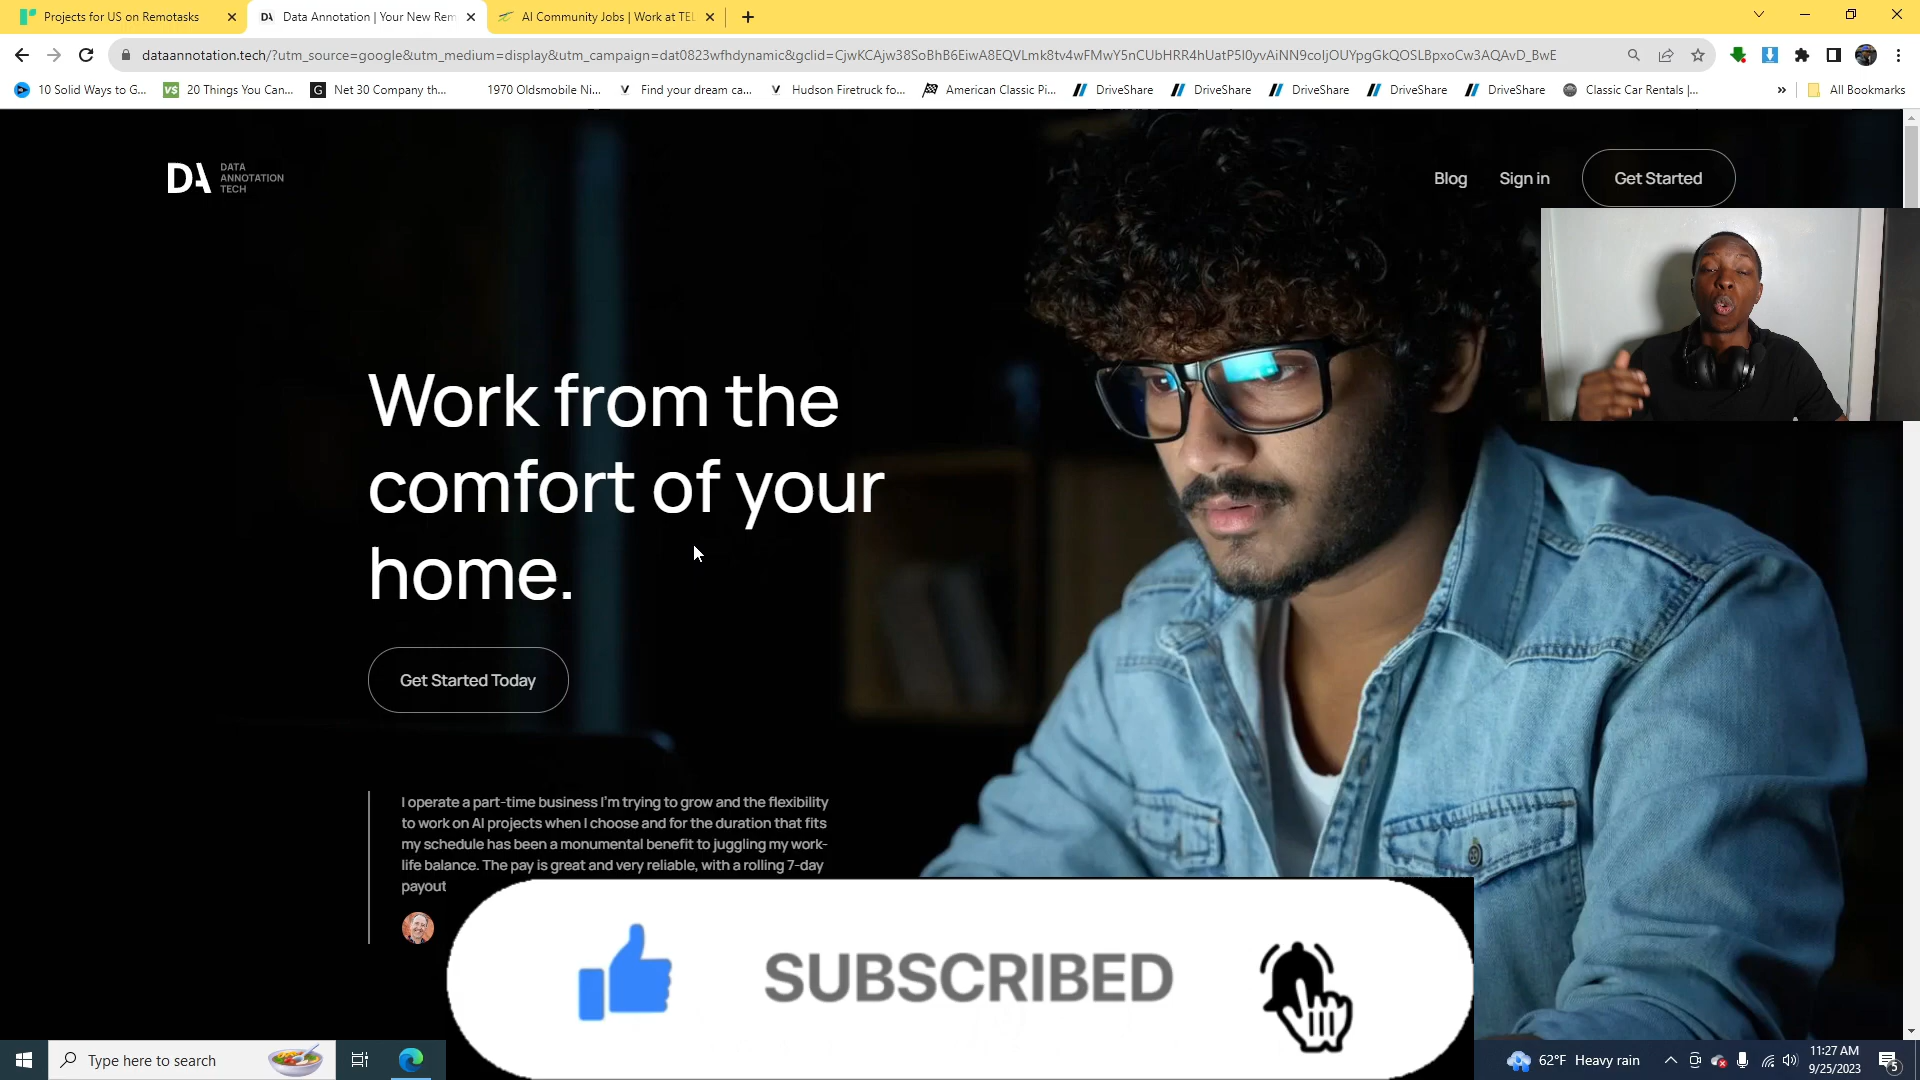 Projects for US on Remotasks
Data Annotation | Your New Rem
AI Community Jobs | Work at TEL
dataannotation.tech/?utm_source=google&utm_medium=display&utm_campaign=dat0823wfhdynamic&gclid=CjwKCAjw38SoBhB6EiwA8EQVLmk8tv4wFMwY5nCUbHRR4hUatP5I0yvAiNN9coIjOUYpgGkQOSLBpxoCw3AQAvD_BwE
10 Solid Ways to G...
20 Things You Can...
Net 30 Company th...
1970 Oldsmobile Ni...
Find your dream ca...
Hudson Firetruck fo...
American Classic Pi...
DriveShare
DriveShare
DriveShare
DriveShare
DriveShare
Classic Car Rentals |...
All Bookmarks
DA
DATA
ANNOTATION
TECH
Blog
Sign in
Get Started
Work from the
comfort of your
home.
Get Started Today
I operate a part-time business I'm trying to grow and the flexibility
to work on AI projects when I choose and for the duration that fits
my schedule has been a monumental benefit to juggling my work-
life balance. The pay is great and very reliable, with a rolling 7-day
payout
SUBSCRIBED
Type here to search
62°F Heavy rain
11:27 AM
9/25/2023
5